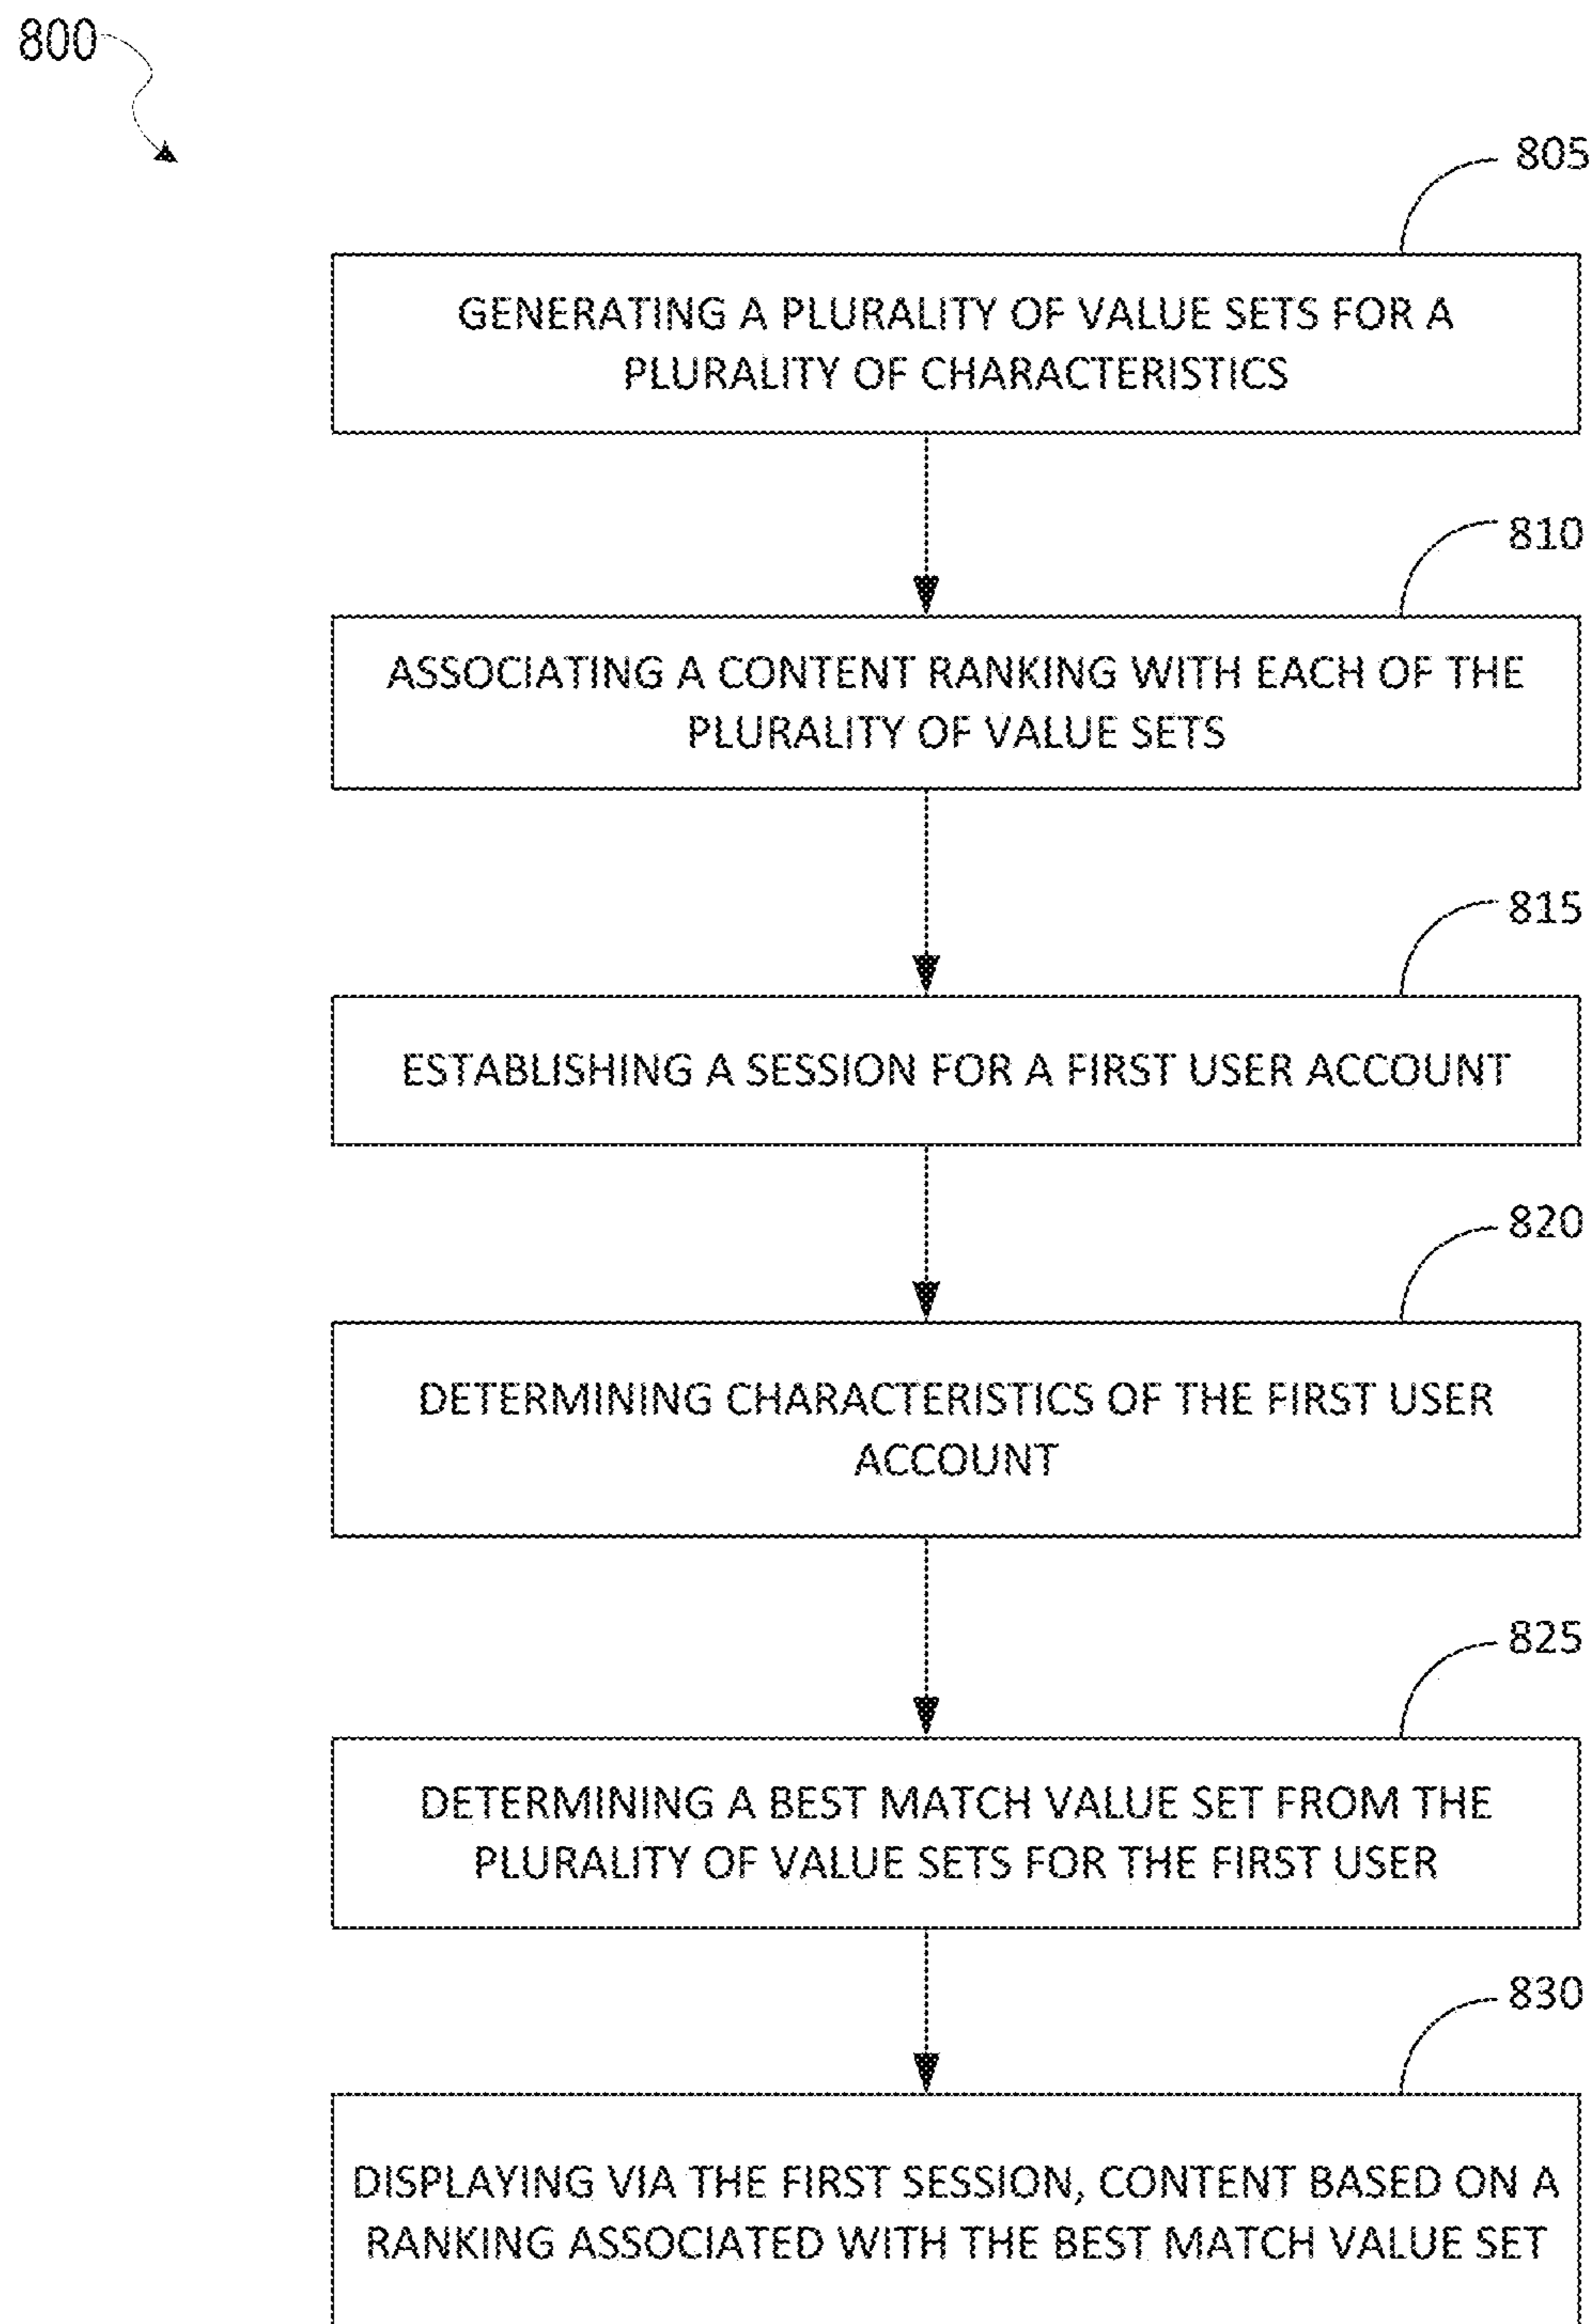 800
805
GENERATING A PLURALITY OF VALUE SETS FOR A
PLURALITY OF CHARACTERISTICS
810
ASSOCIATING A CONTENT RANKING WITH EACH OF THE
PLURALITY OF VALUE SETS
815
ESTABLISHING A SESSION FOR A FIRST USER ACCOUNT
820
DETERMINING CHARACTERISTICS OF THE FIRST USER
ACCOUNT
825
DETERMINING A BEST MATCH VALUE SET FROM THE
PLURALITY OF VALUE SETS FOR THE FIRST USER
830
DISPLAYING VIA THE FIRST SESSION, CONTENT BASED ON A
RANKING ASSOCIATED WITH THE BEST MATCH VALUE SET